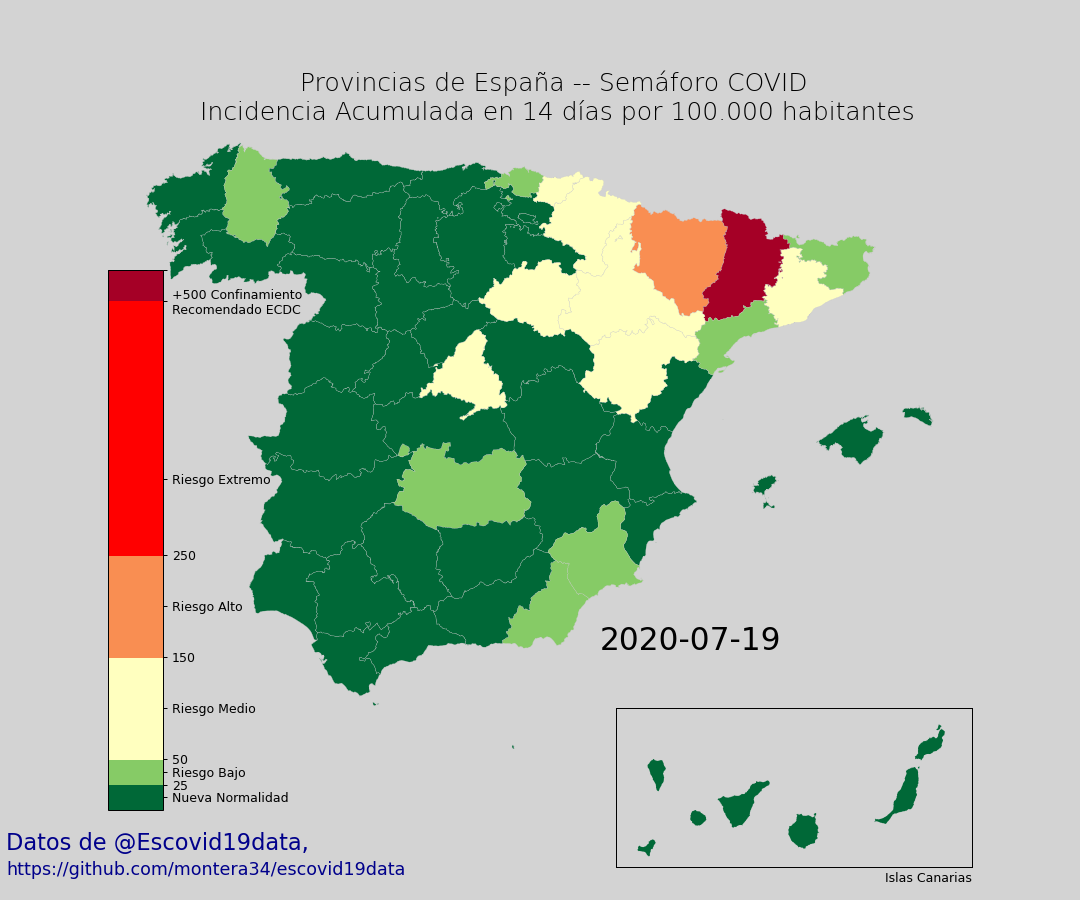 Provincias de España -- Semáforo COVID
Incidencia Acumulada en 14 días por 100.000 habitantes
+500 Confinamiento
Recomendado ECDC
Riesgo Extremo
250
Riesgo Alto
150
Riesgo Medio
50
Riesgo Bajo
25
Nueva Normalidad
2020-07-19
Islas Canarias
Datos de @Escovid19data,
https://github.com/montera34/escovid19data